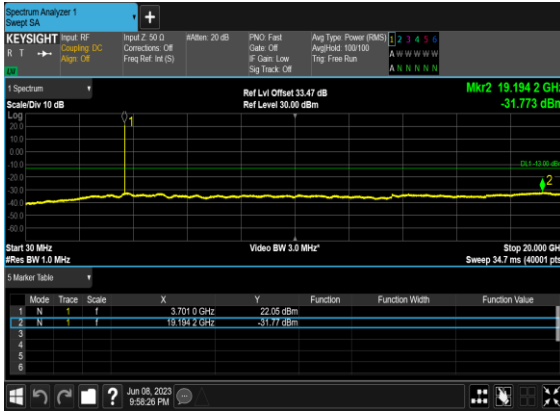 Spectrum Analyzer 1
Swept SA
+
KEYSIGHT Input: RF Input Z: 50 Ω #Atten: 20 dB PNO: Fast Avg Type: Power (RMS) 1 2 3 4 5 6
R T Coupling: DC Corrections: Off Gate: Off Avg|Hold: 100/100 A W W W W W
Align: Off Freq Ref: Int (S) IF Gain: Low Trig: Free Run
Sig Track: Off A N N N N N
1 Spectrum Ref Lvl Offset 33.47 dB Mkr2 19.194 2 GHz
Scale/Div 10 dB Ref Level 30.00 dBm -31.773 dBm
Log
20.0
10.0
0.00
-10.0
-20.0
-30.0
-40.0
-50.0
-60.0
1
DL1 -13.00 dBm
2
Start 30 MHz Video BW 3.0 MHz* Stop 20.000 GHz
#Res BW 1.0 MHz Sweep 34.7 ms (40001 pts)
5 Marker Table
Mode Trace Scale X Y Function Function Width Function Value
1 N 1 f 3.701 0 GHz 22.05 dBm
2 N 1 f 19.194 2 GHz -31.77 dBm
3
4
5
6
? Jun 08, 2023
9:58:26 PM